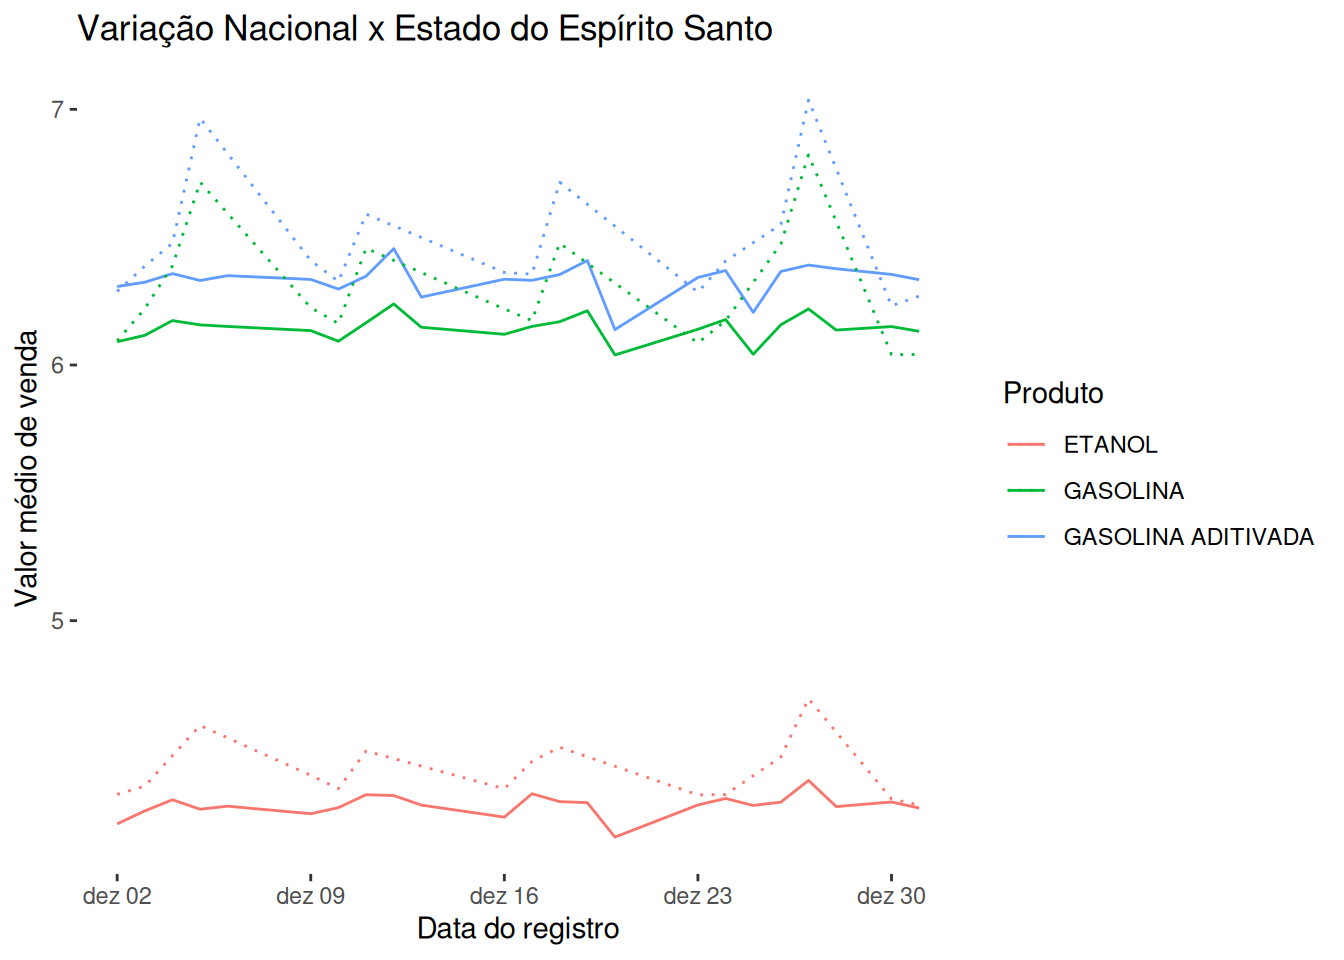 Variação Nacional x Estado do Espírito Santo
Valor médio de venda
7
6
5
dez 02
dez 09
dez 16
dez 23
dez 30
Data do registro
Produto
ETANOL
GASOLINA
GASOLINA ADITIVADA